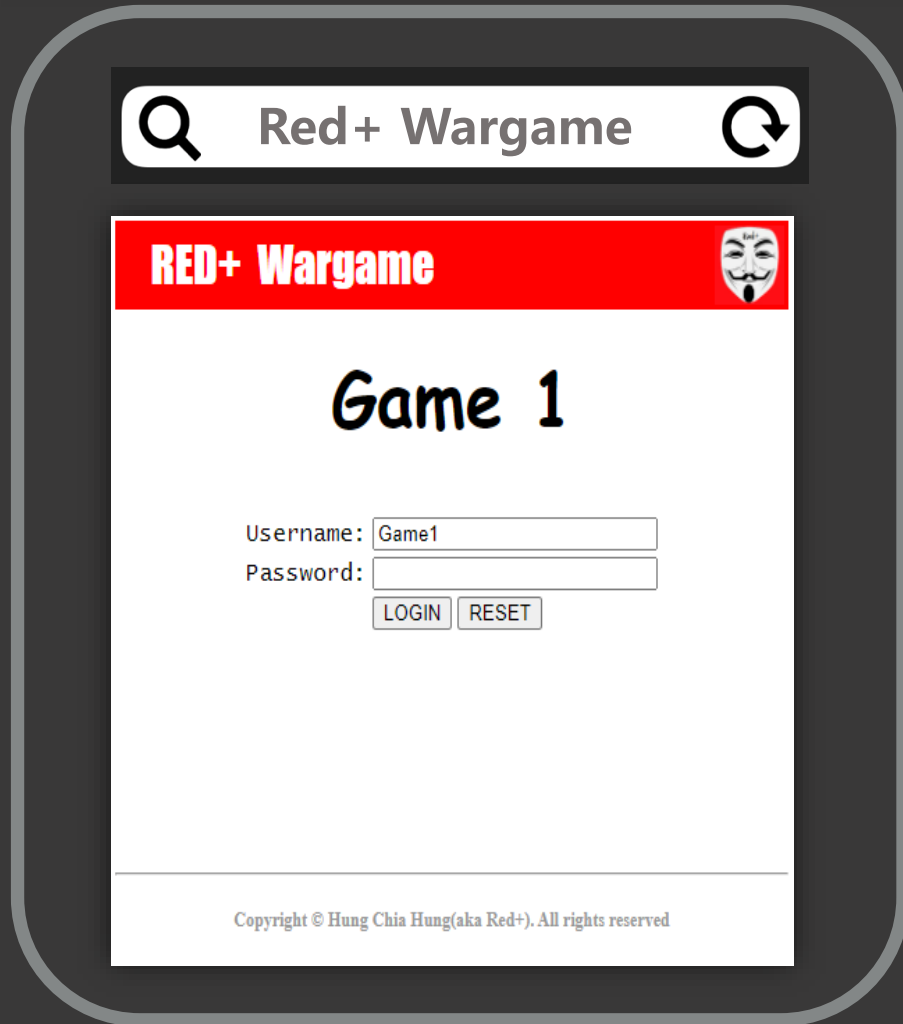 Red+ Wargame
RED+ Wargame
Red+
Game 1
Username: Game1
Password:
LOGIN RESET
Copyright © Hung Chia Hung(aka Red+). All rights reserved